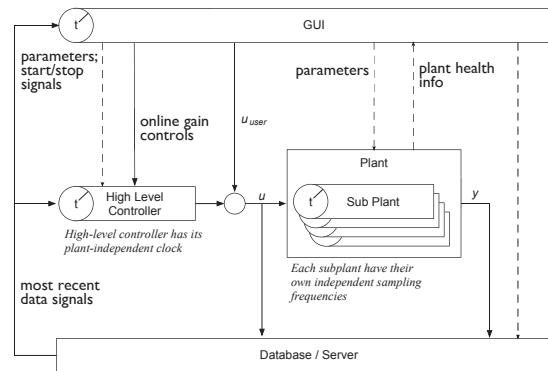 t
GUI
parameters;
start/stop
signals
online gain
controls
u user
parameters
plant health
info
Plant
t
High Level
Controller
u
t
Sub Plant
y
High-level controller has its
plant-independent clock
Each subplant have their
own independent sampling
frequencies
most recent
data signals
Database / Server